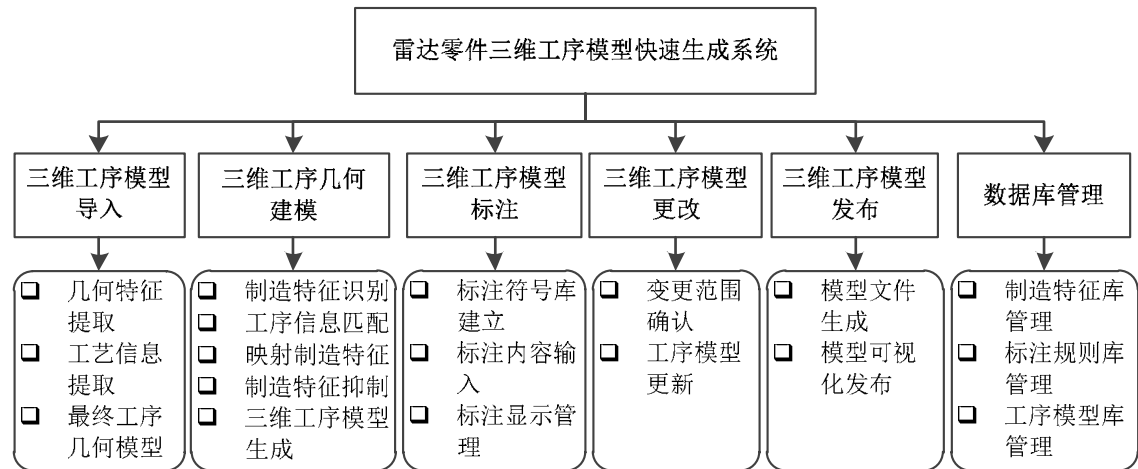 雷达零件三维工序模型快速生成系统
三维工序模型
导入
三维工序几何
建模
三维工序模型
标注
三维工序模型
更改
三维工序模型
发布
数据库管理
几何特征
提取
工艺信息
提取
最终工序
几何模型
制造特征识别
工序信息匹配
映射制造特征
制造特征抑制
三维工序模型
生成
标注符号库
建立
标注内容输
入
标注显示管
理
变更范围
确认
工序模型
更新
模型文件
生成
模型可视
化发布
制造特征库
管理
标注规则库
管理
工序模型库
管理